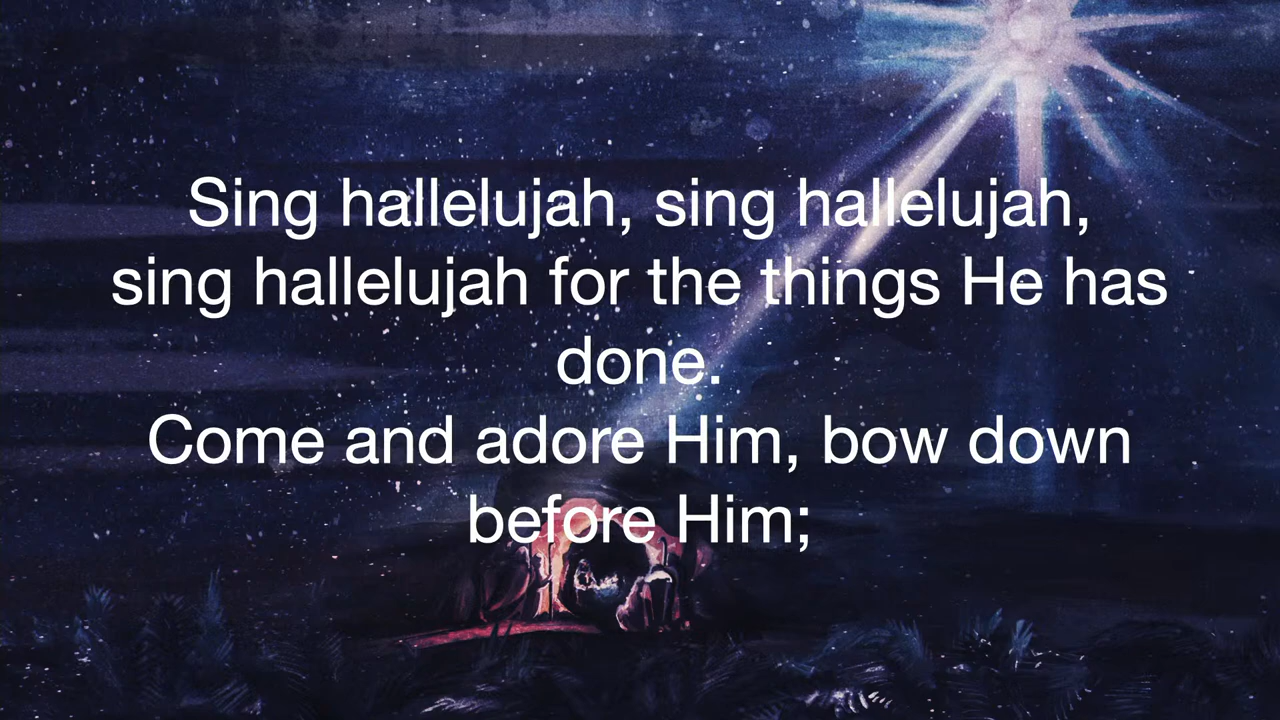 Sing hallelujah, sing hallelujah,
sing hallelujah for the things He has
done.
Come and adore Him, bow down
before Him;